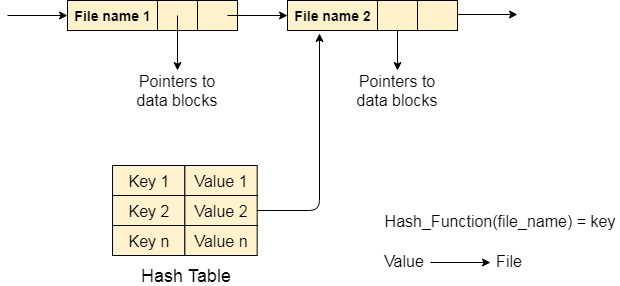 File name 1
File name 2
Pointers to
data blocks
Pointers to
data blocks
Key 1 Value 1
Key 2 Value 2
Key n Value n
Hash Table
Hash_Function(file_name) = key
Value File